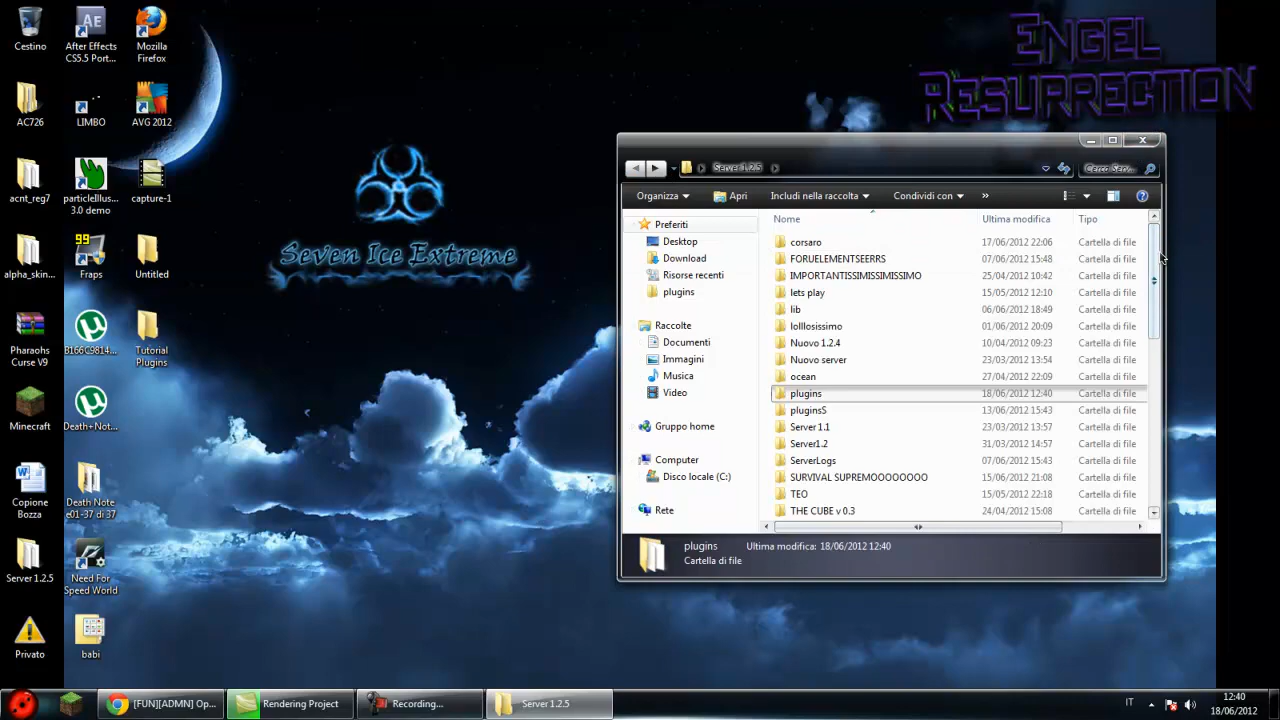 Engel
Resurrection
Cestino
After Effects
CS5.5 Port...
Mozilla
Firefox
AC726
LIMBO
AVG 2012
acnt_reg7
particleIllus...
3.0 demo
capture-1
alpha_skin...
99
Fraps
Untitled
Pharaohs
Curse V9
B166C9814...
Tutorial
Plugins
Minecraft
Death+Not...
Copione
Bozza
Death Note
e01-37 di 37
Server 1.2.5
Need For
Speed World
Privato
babi
Seven Ice Extreme
Server 1.2.5
Cerca Serv...
Organizza
Apri
Includi nella raccolta
Condividi con
»
Preferiti
Desktop
Download
Risorse recenti
plugins
Raccolte
Documenti
Immagini
Musica
Video
Gruppo home
Computer
Disco locale (C:)
Rete
Nome Ultima modifica Tipo
corsaro 17/06/2012 22:06 Cartella di file
FORUELEMENTSEERRS 07/06/2012 15:48 Cartella di file
IMPORTANTISSIMISSIMISSIMO 25/04/2012 10:42 Cartella di file
lets play 15/05/2012 12:10 Cartella di file
lib 06/06/2012 18:49 Cartella di file
lolllosissimo 01/06/2012 20:09 Cartella di file
Nuovo 1.2.4 10/04/2012 09:23 Cartella di file
Nuovo server 23/03/2012 13:54 Cartella di file
ocean 27/04/2012 22:09 Cartella di file
plugins 18/06/2012 12:40 Cartella di file
pluginsS 13/06/2012 15:43 Cartella di file
Server 1.1 23/03/2012 13:57 Cartella di file
Server1.2 31/03/2012 14:57 Cartella di file
ServerLogs 07/06/2012 15:43 Cartella di file
SURVIVAL SUPREMOOOOOOOO 15/06/2012 21:08 Cartella di file
TEO 15/05/2012 22:18 Cartella di file
THE CUBE v 0.3 24/04/2012 15:08 Cartella di file
plugins Ultima modifica: 18/06/2012 12:40
Cartella di file
[FUN][ADMN] Op...
Rendering Project
Recording...
Server 1.2.5
IT
12:40
18/06/2012